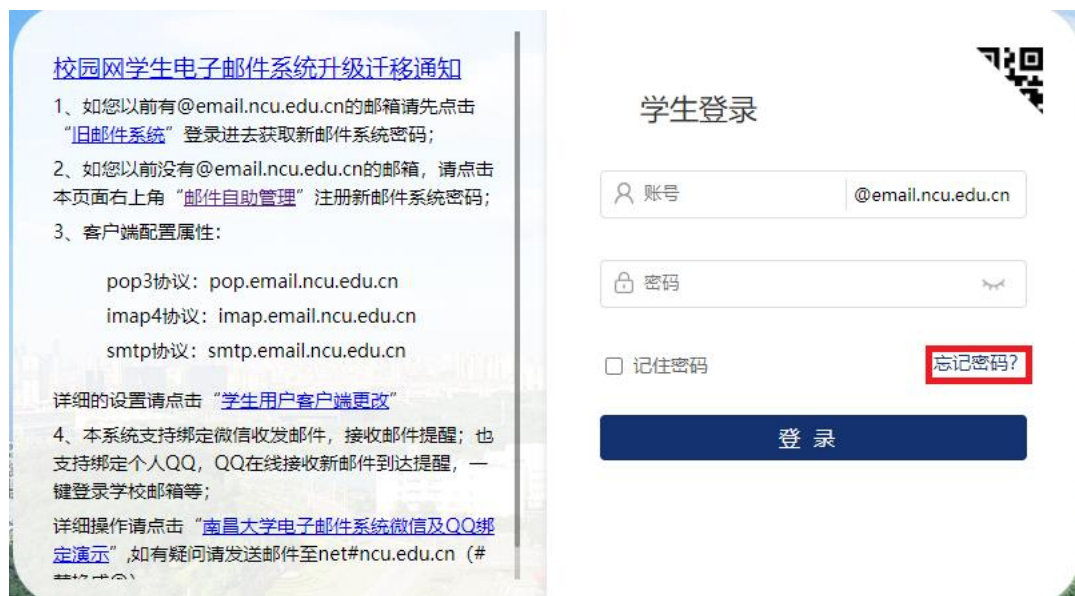 校园网学生电子邮件系统升级迁移通知
1、如您以前有@email.ncu.edu.cn的邮箱请先点击
“旧邮件系统”登录进去获取新邮件系统密码；
2、如您以前没有@email.ncu.edu.cn的邮箱，请点击
本页面右上角“邮件自助管理”注册新邮件系统密码；
3、客户端配置属性：
pop3协议：pop.email.ncu.edu.cn
imap4协议：imap.email.ncu.edu.cn
smtp协议：smtp.email.ncu.edu.cn
详细的设置请点击“学生用户客户端更改”
4、本系统支持绑定微信收发邮件，接收邮件提醒；也
支持绑定个人QQ，QQ在线接收新邮件到达提醒，一
键登录学校邮箱等；
详细操作请点击“南昌大学电子邮件系统微信及QQ绑
定演示”,如有疑问请发送邮件至net#ncu.edu.cn（#
学生登录
账号 @email.ncu.edu.cn
密码
记住密码 忘记密码?
登 录